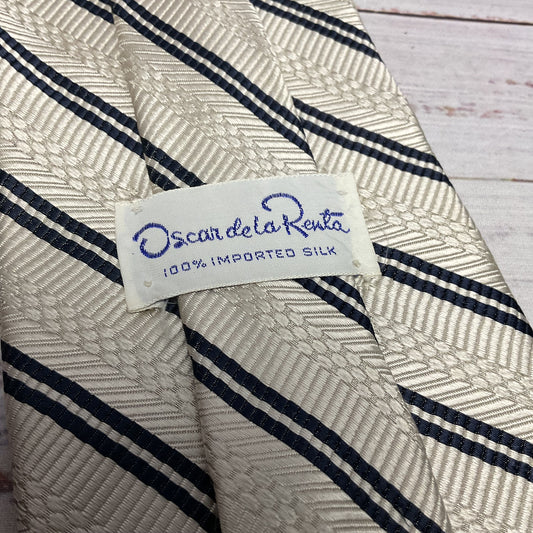 Oscar de la Renta
100% IMPORTED SILK